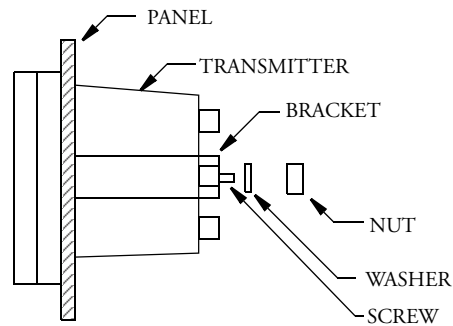 PANEL
TRANSMITTER
BRACKET
NUT
WASHER
SCREW